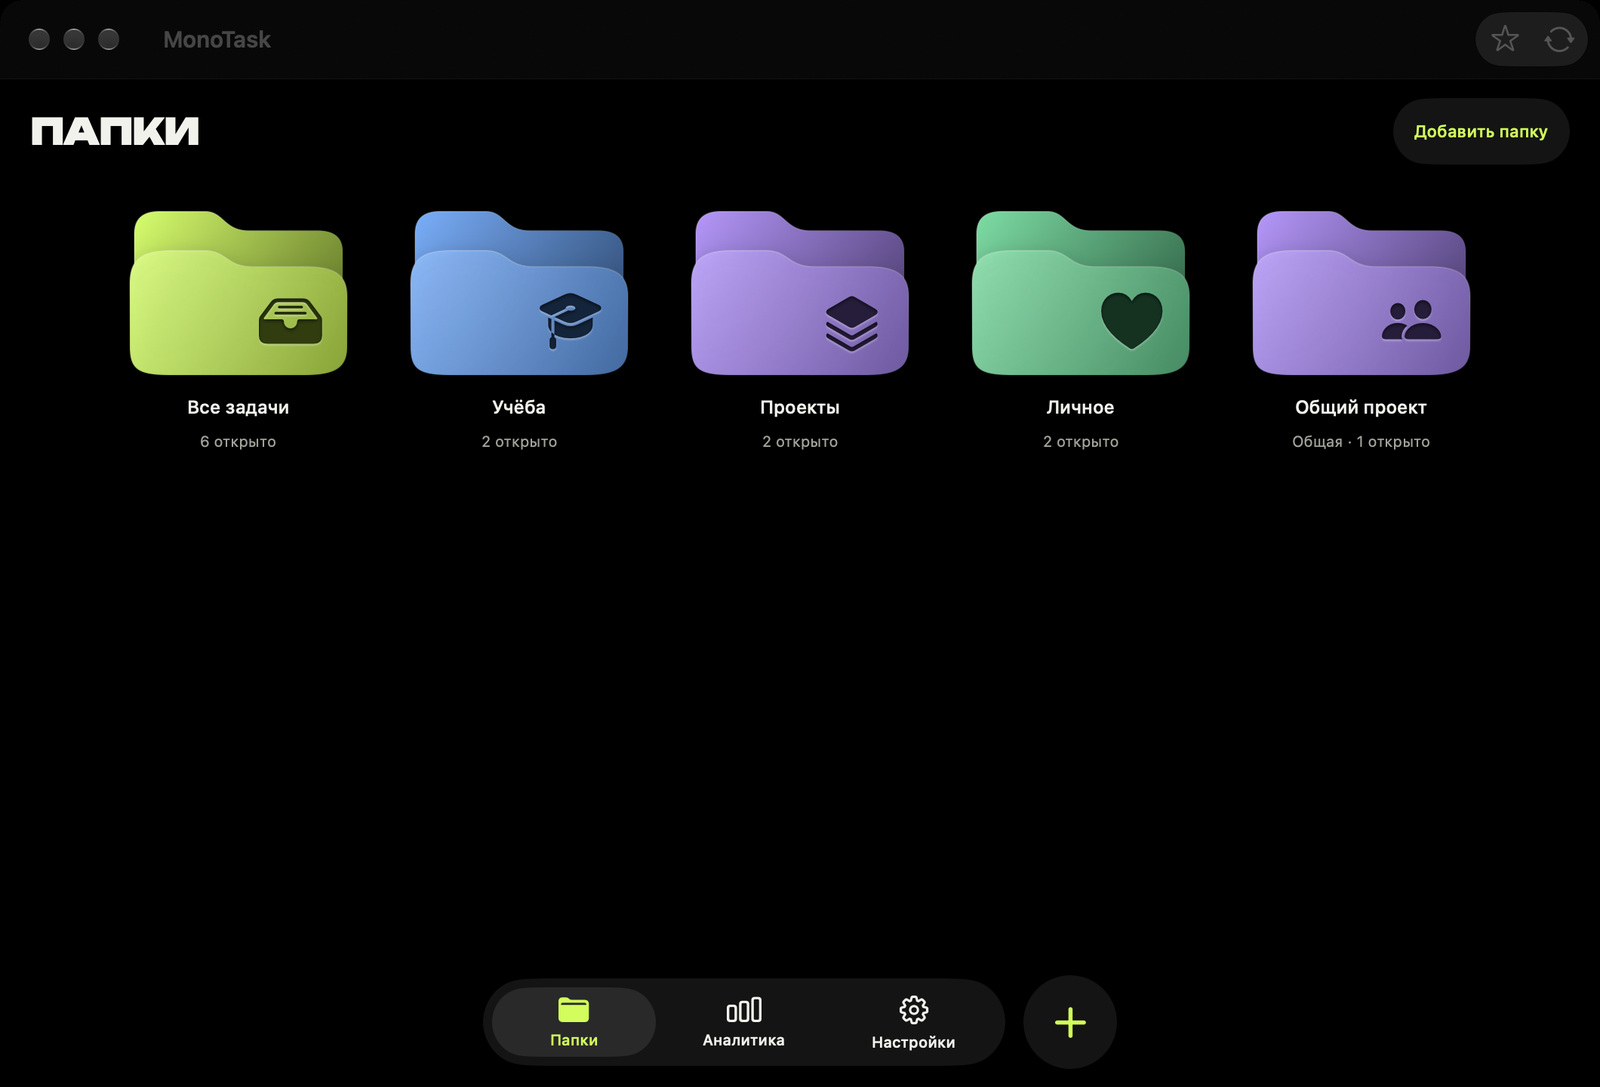 MonoTask
ПАПКИ
Добавить папку
Все задачи
6 открыто
Учёба
2 открыто
Проекты
2 открыто
Личное
2 открыто
Общий проект
Общая · 1 открыто
Папки
Аналитика
Настройки